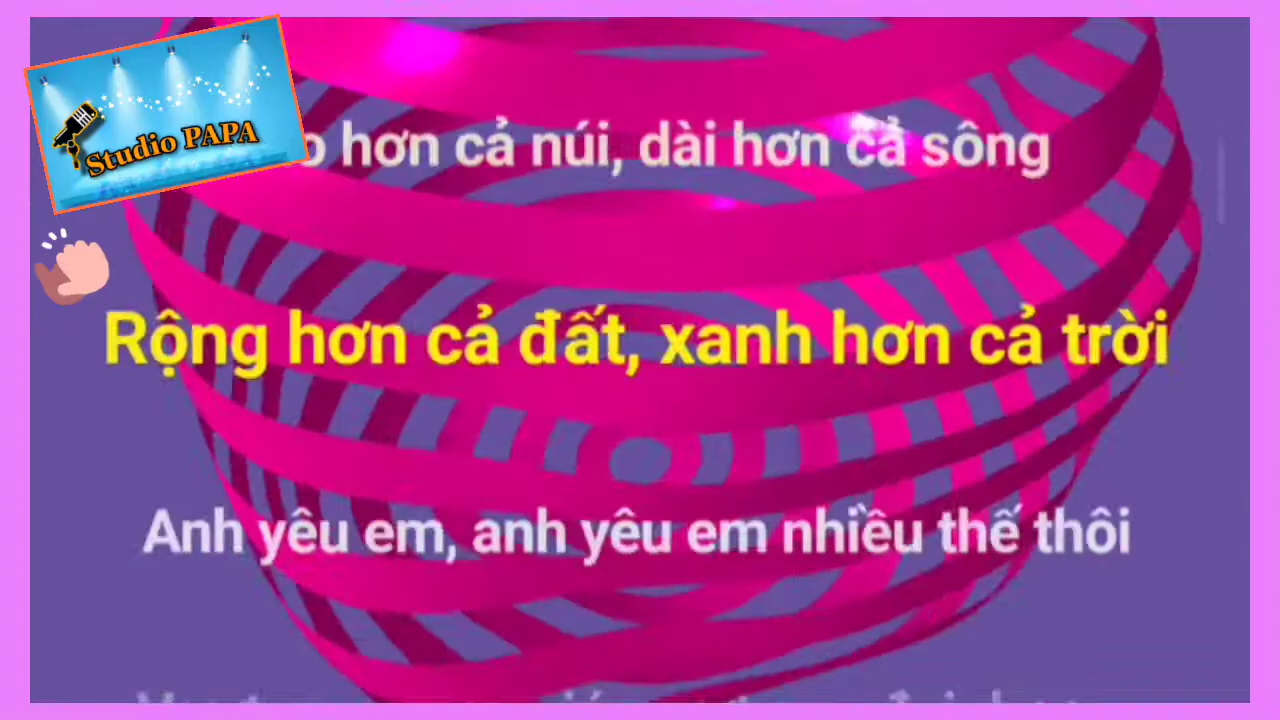 Studio PAPA
hơn cả núi, dài hơn cả sông
Rộng hơn cả đất, xanh hơn cả trời
Anh yêu em, anh yêu em nhiều thế thôi